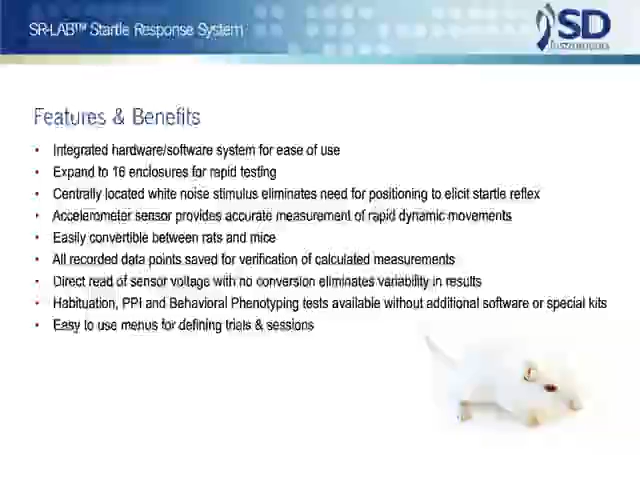 SR-LAB™ Startle Response System
SD
Instruments
Features & Benefits
• Integrated hardware/software system for ease of use
• Expand to 16 enclosures for rapid testing
• Centrally located white noise stimulus eliminates need for positioning to elicit startle reflex
• Accelerometer sensor provides accurate measurement of rapid dynamic movements
• Easily convertible between rats and mice
• All recorded data points saved for verification of calculated measurements
• Direct read of sensor voltage with no conversion eliminates variability in results
• Habituation, PPI and Behavioral Phenotyping tests available without additional software or special kits
• Easy to use menus for defining trials & sessions